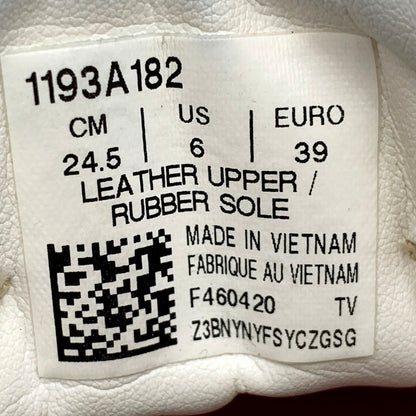 1193A182
CM | US | EURO
24.5 | 6 | 39
LEATHER UPPER /
RUBBER SOLE
MADE IN VIETNAM
FABRIQUE AU VIETNAM
F460420 TV
Z3BNYNYFSYCZGSG